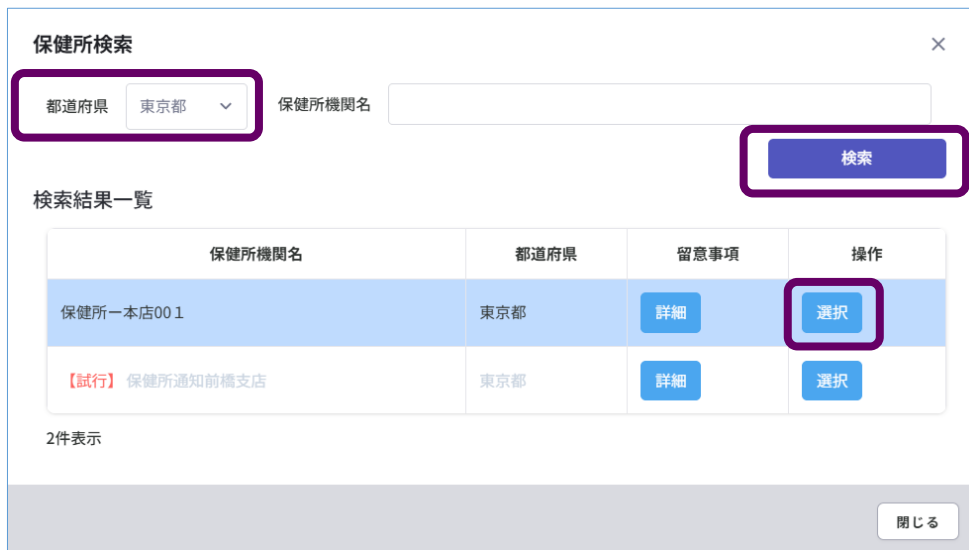 保健所検索
都道府県 東京都 保健所機関名
検索
検索結果一覧
保健所機関名 都道府県 留意事項 操作
保健所ー本店00１ 東京都 詳細 選択
【試行】 保健所通知前橋支店 東京都 詳細 選択
2件表示
閉じる